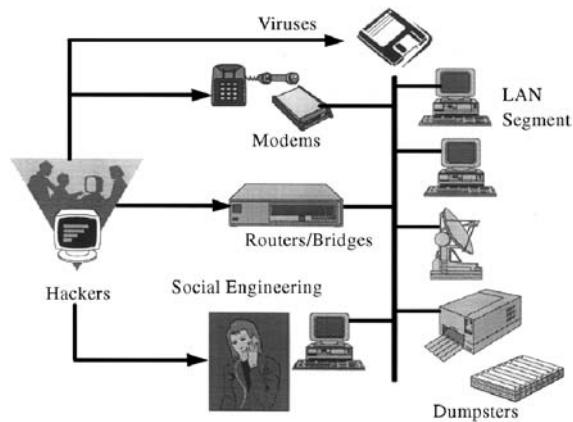 Viruses
LAN
Segment
Modems
Routers/Bridges
Hackers
Social Engineering
Dumpsters